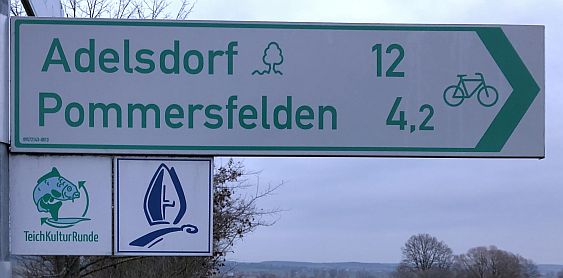 Adelsdorf 12
Pommersfelden 4,2
TeichKulturRunde